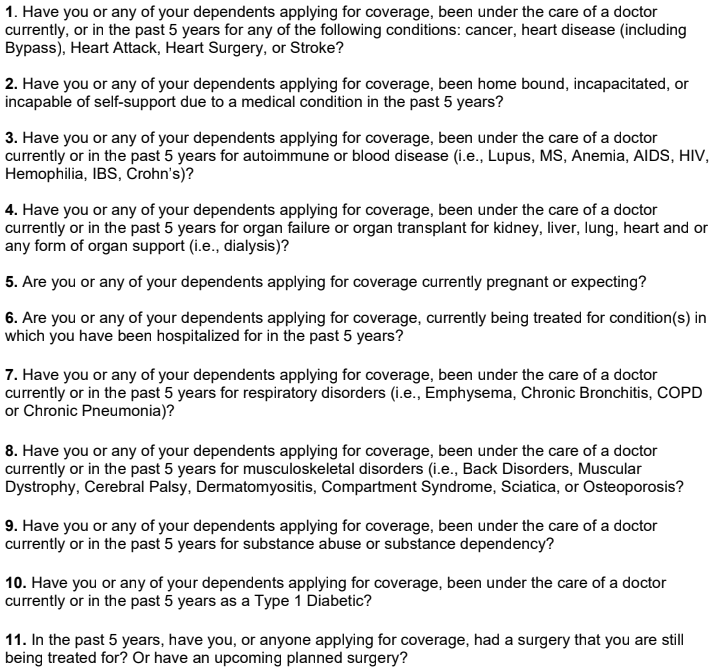 1. Have you or any of your dependents applying for coverage, been under the care of a doctor
currently, or in the past 5 years for any of the following conditions: cancer, heart disease (including
Bypass), Heart Attack, Heart Surgery, or Stroke?
2. Have you or any of your dependents applying for coverage, been home bound, incapacitated, or
incapable of self-support due to a medical condition in the past 5 years?
3. Have you or any of your dependents applying for coverage, been under the care of a doctor
currently or in the past 5 years for autoimmune or blood disease (i.e., Lupus, MS, Anemia, AIDS, HIV,
Hemophilia, IBS, Crohn's)?
4. Have you or any of your dependents applying for coverage, been under the care of a doctor
currently or in the past 5 years for organ failure or organ transplant for kidney, liver, lung, heart and or
any form of organ support (i.e., dialysis)?
5. Are you or any of your dependents applying for coverage currently pregnant or expecting?
6. Are you or any of your dependents applying for coverage, currently being treated for condition(s) in
which you have been hospitalized for in the past 5 years?
7. Have you or any of your dependents applying for coverage, been under the care of a doctor
currently or in the past 5 years for respiratory disorders (i.e., Emphysema, Chronic Bronchitis, COPD
or Chronic Pneumonia)?
8. Have you or any of your dependents applying for coverage, been under the care of a doctor
currently or in the past 5 years for musculoskeletal disorders (i.e., Back Disorders, Muscular
Dystrophy, Cerebral Palsy, Dermatomyositis, Compartment Syndrome, Sciatica, or Osteoporosis?
9. Have you or any of your dependents applying for coverage, been under the care of a doctor
currently or in the past 5 years for substance abuse or substance dependency?
10. Have you or any of your dependents applying for coverage, been under the care of a doctor
currently or in the past 5 years as a Type 1 Diabetic?
11. In the past 5 years, have you, or anyone applying for coverage, had a surgery that you are still
being treated for? Or have an upcoming planned surgery?